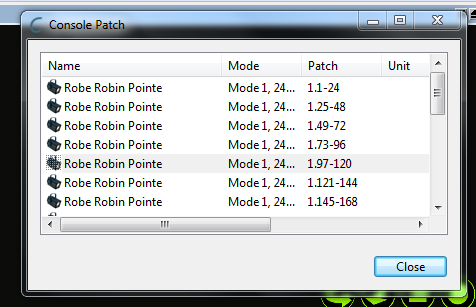 Console Patch
Name Mode Patch Unit
Robe Robin Pointe Mode 1, 24... 1.1-24
Robe Robin Pointe Mode 1, 24... 1.25-48
Robe Robin Pointe Mode 1, 24... 1.49-72
Robe Robin Pointe Mode 1, 24... 1.73-96
Robe Robin Pointe Mode 1, 24... 1.97-120
Robe Robin Pointe Mode 1, 24... 1.121-144
Robe Robin Pointe Mode 1, 24... 1.145-168
Close